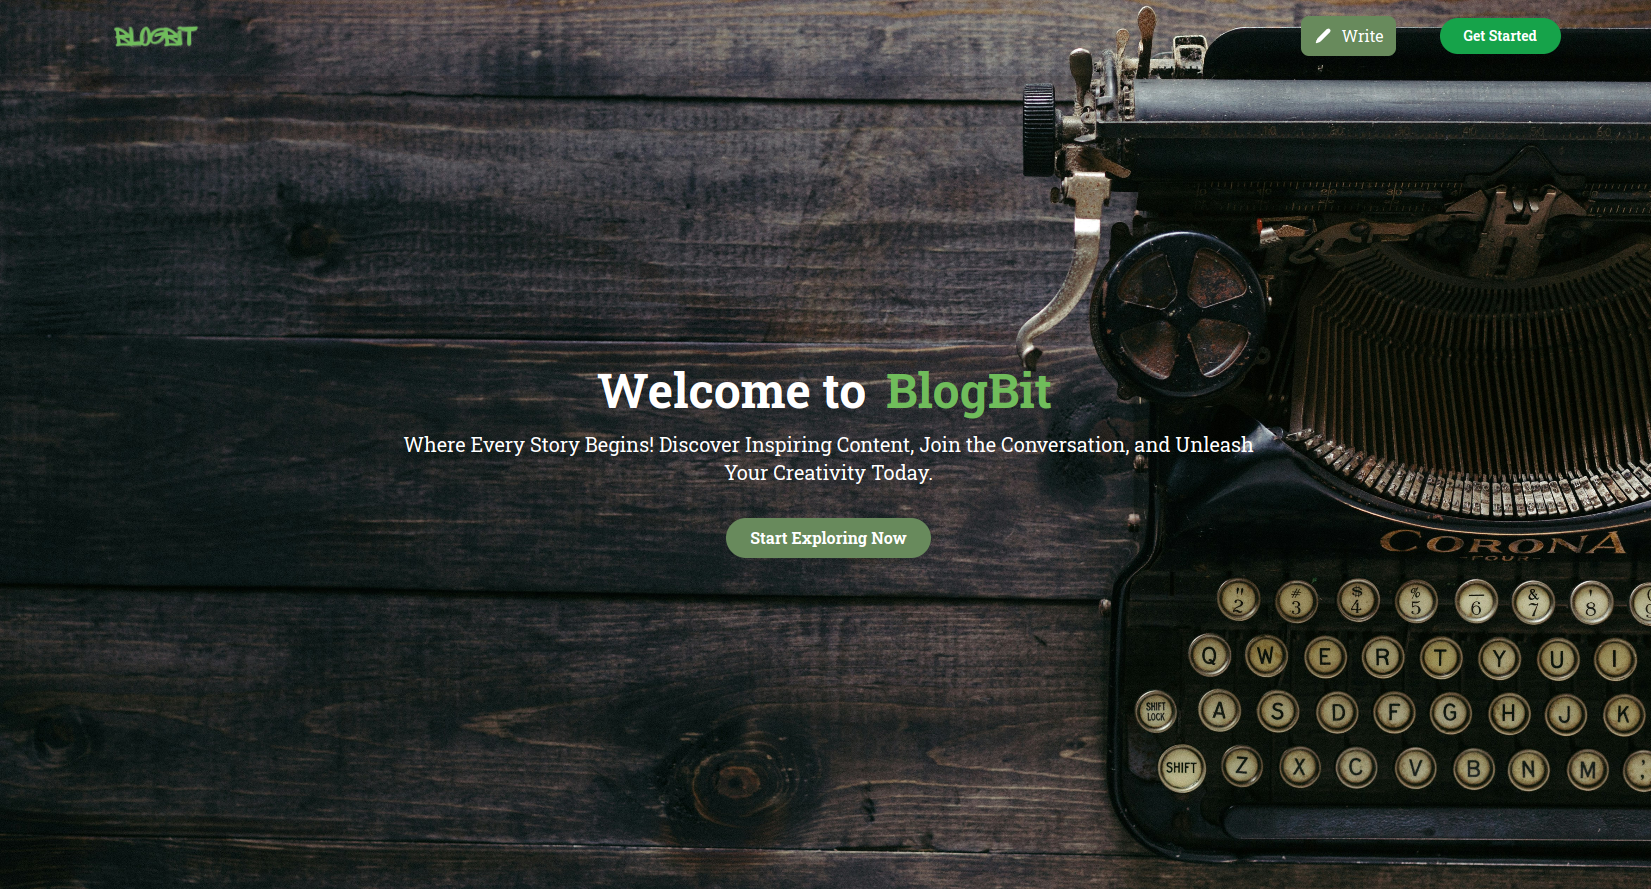 BLOGBIT
Write
Get Started
Welcome to BlogBit
Where Every Story Begins! Discover Inspiring Content, Join the Conversation, and Unleash
Your Creativity Today.
Start Exploring Now
CORONA
FOUR
" # $ % — & ' 
2 3 4 5 6 7 8 9
Q W E R T Y U I
SHIFT
LOCK
A S D F G H J K
SHIFT
Z X C V B N M